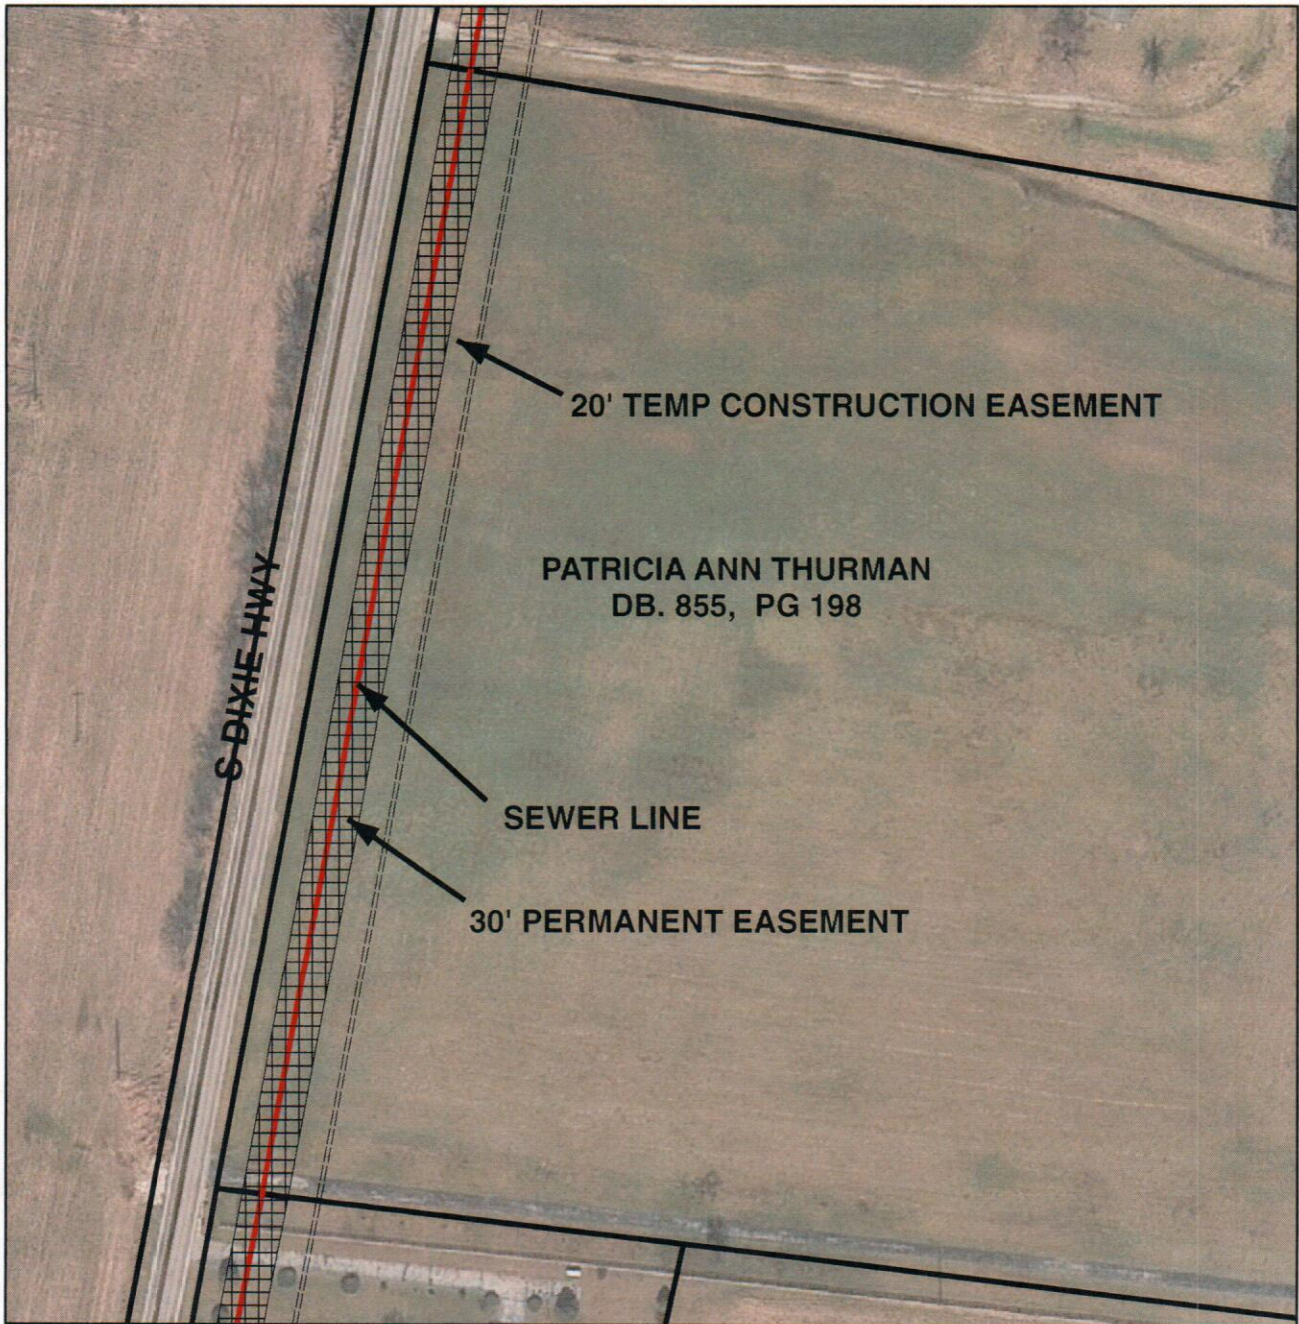 20' TEMP CONSTRUCTION EASEMENT
PATRICIA ANN THURMAN
DB. 855, PG 198
S DIXIE HWY
SEWER LINE
30' PERMANENT EASEMENT